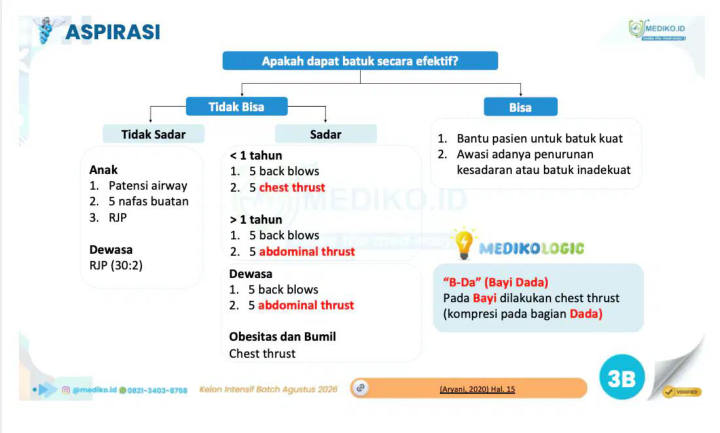 ASPIRASI
MEDIKO.ID
Apakah dapat batuk secara efektif?
Tidak Bisa
Bisa
Tidak Sadar
Sadar
Anak
1. Patensi airway
2. 5 nafas buatan
3. RJP
Dewasa
RJP (30:2)
< 1 tahun
1. 5 back blows
2. 5 chest thrust
> 1 tahun
1. 5 back blows
2. 5 abdominal thrust
Dewasa
1. 5 back blows
2. 5 abdominal thrust
Obesitas dan Bumil
Chest thrust
1. Bantu pasien untuk batuk kuat
2. Awasi adanya penurunan
kesadaran atau batuk inadekuat
MEDIKO.ID
MEDIKOLOGIC
“B-Da” (Bayi Dada)
Pada Bayi dilakukan chest thrust
(kompresi pada bagian Dada)
@mediko.id 0821-3403-8768
Kelon Intensif Batch Agustus 2026
(Aryani, 2020) Hal. 15
3B
VERIFIED